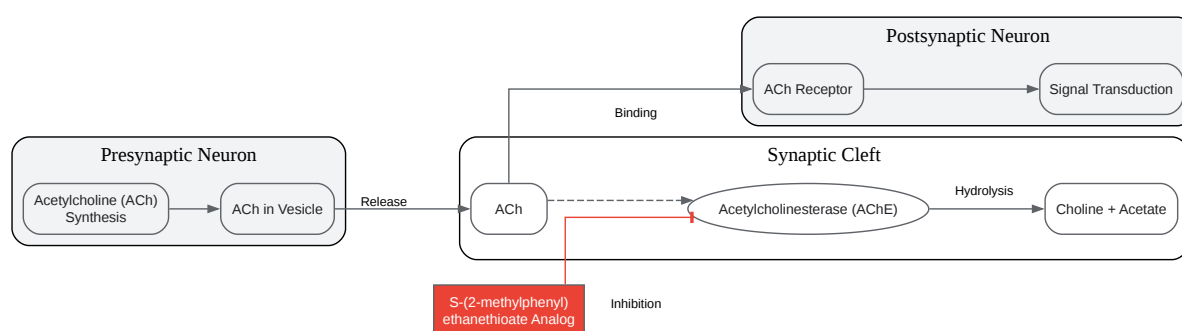 Postsynaptic Neuron
ACh Receptor
Signal Transduction
Binding
Presynaptic Neuron
Acetylcholine (ACh)
Synthesis
ACh in Vesicle
Release
Synaptic Cleft
ACh
Acetylcholinesterase (AChE)
Hydrolysis
Choline + Acetate
S-(2-methylphenyl)
ethanethioate Analog
Inhibition